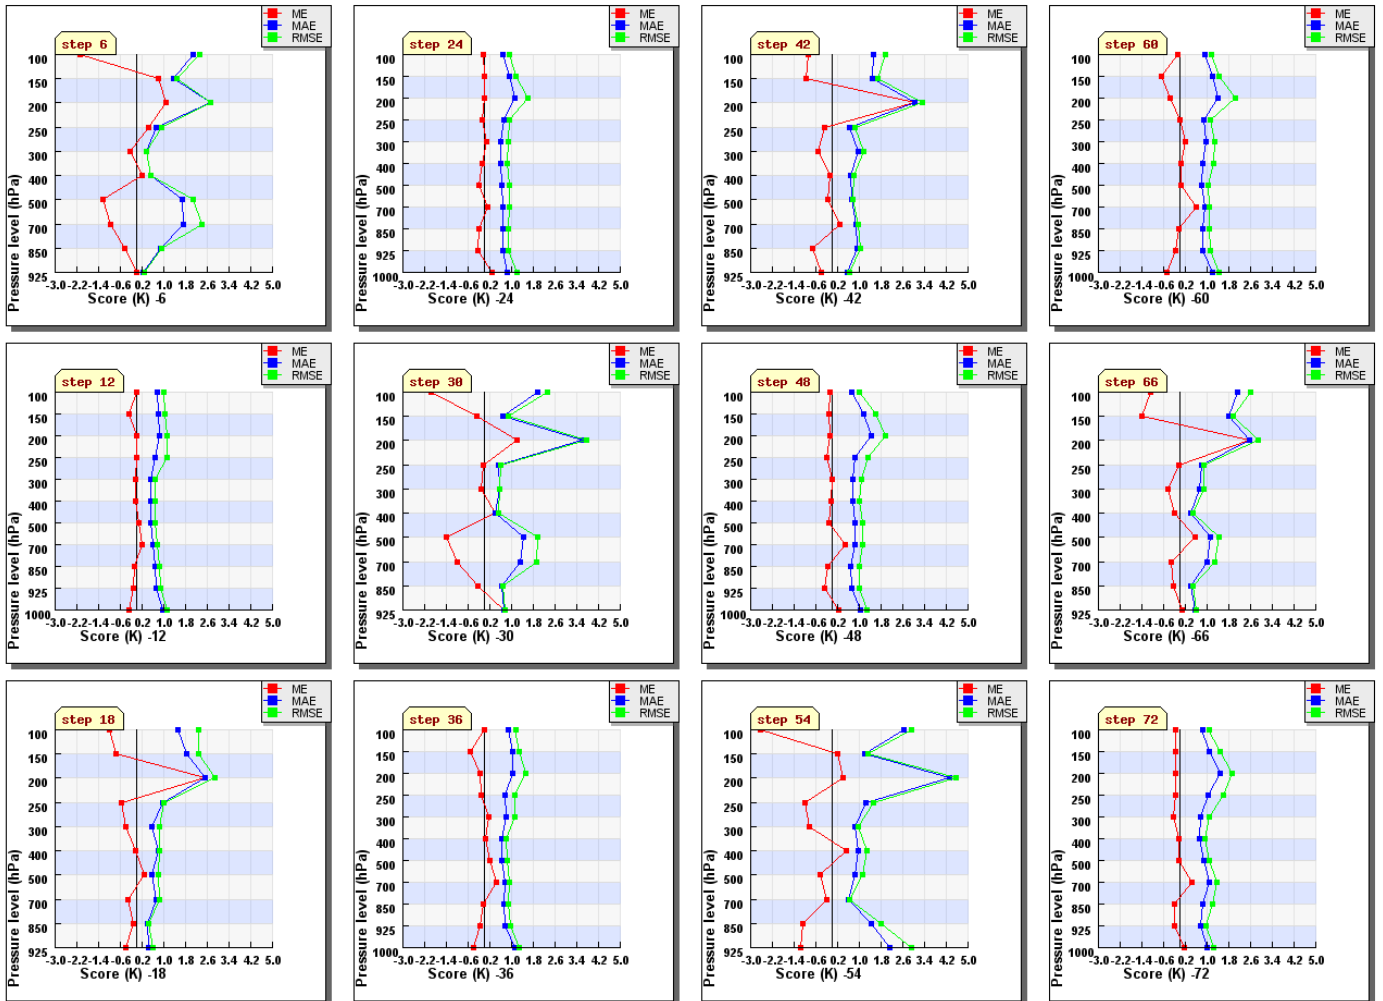 ME
MAE
RMSE
step 6
100
150
200
250
300
400
500
700
850
925
Pressure level (hPa)
-3.0 -2.2 -1.4 -0.6 0.2 1.0 1.8 2.6 3.4 4.2 5.0
Score (K) -6
ME
MAE
RMSE
step 24
100
150
200
250
300
400
500
700
850
925
1000
Pressure level (hPa)
-3.0 -2.2 -1.4 -0.6 0.2 1.0 1.8 2.6 3.4 4.2 5.0
Score (K) -24
ME
MAE
RMSE
step 42
100
150
200
250
300
400
500
700
850
925
Pressure level (hPa)
-3.0 -2.2 -1.4 -0.6 0.2 1.0 1.8 2.6 3.4 4.2 5.0
Score (K) -42
ME
MAE
RMSE
step 60
100
150
200
250
300
400
500
700
850
925
1000
Pressure level (hPa)
-3.0 -2.2 -1.4 -0.6 0.2 1.0 1.8 2.6 3.4 4.2 5.0
Score (K) -60
ME
MAE
RMSE
step 12
100
150
200
250
300
400
500
700
850
925
1000
Pressure level (hPa)
-3.0 -2.2 -1.4 -0.6 0.2 1.0 1.8 2.6 3.4 4.2 5.0
Score (K) -12
ME
MAE
RMSE
step 30
100
150
200
250
300
400
500
700
850
925
Pressure level (hPa)
-3.0 -2.2 -1.4 -0.6 0.2 1.0 1.8 2.6 3.4 4.2 5.0
Score (K) -30
ME
MAE
RMSE
step 48
100
150
200
250
300
400
500
700
850
925
1000
Pressure level (hPa)
-3.0 -2.2 -1.4 -0.6 0.2 1.0 1.8 2.6 3.4 4.2 5.0
Score (K) -48
ME
MAE
RMSE
step 66
100
150
200
250
300
400
500
700
850
925
Pressure level (hPa)
-3.0 -2.2 -1.4 -0.6 0.2 1.0 1.8 2.6 3.4 4.2 5.0
Score (K) -66
ME
MAE
RMSE
step 18
100
150
200
250
300
400
500
700
850
925
Pressure level (hPa)
-3.0 -2.2 -1.4 -0.6 0.2 1.0 1.8 2.6 3.4 4.2 5.0
Score (K) -18
ME
MAE
RMSE
step 36
100
150
200
250
300
400
500
700
850
925
1000
Pressure level (hPa)
-3.0 -2.2 -1.4 -0.6 0.2 1.0 1.8 2.6 3.4 4.2 5.0
Score (K) -36
ME
MAE
RMSE
step 54
100
150
200
250
300
400
500
700
850
925
Pressure level (hPa)
-3.0 -2.2 -1.4 -0.6 0.2 1.0 1.8 2.6 3.4 4.2 5.0
Score (K) -54
ME
MAE
RMSE
step 72
100
150
200
250
300
400
500
700
850
925
1000
Pressure level (hPa)
-3.0 -2.2 -1.4 -0.6 0.2 1.0 1.8 2.6 3.4 4.2 5.0
Score (K) -72